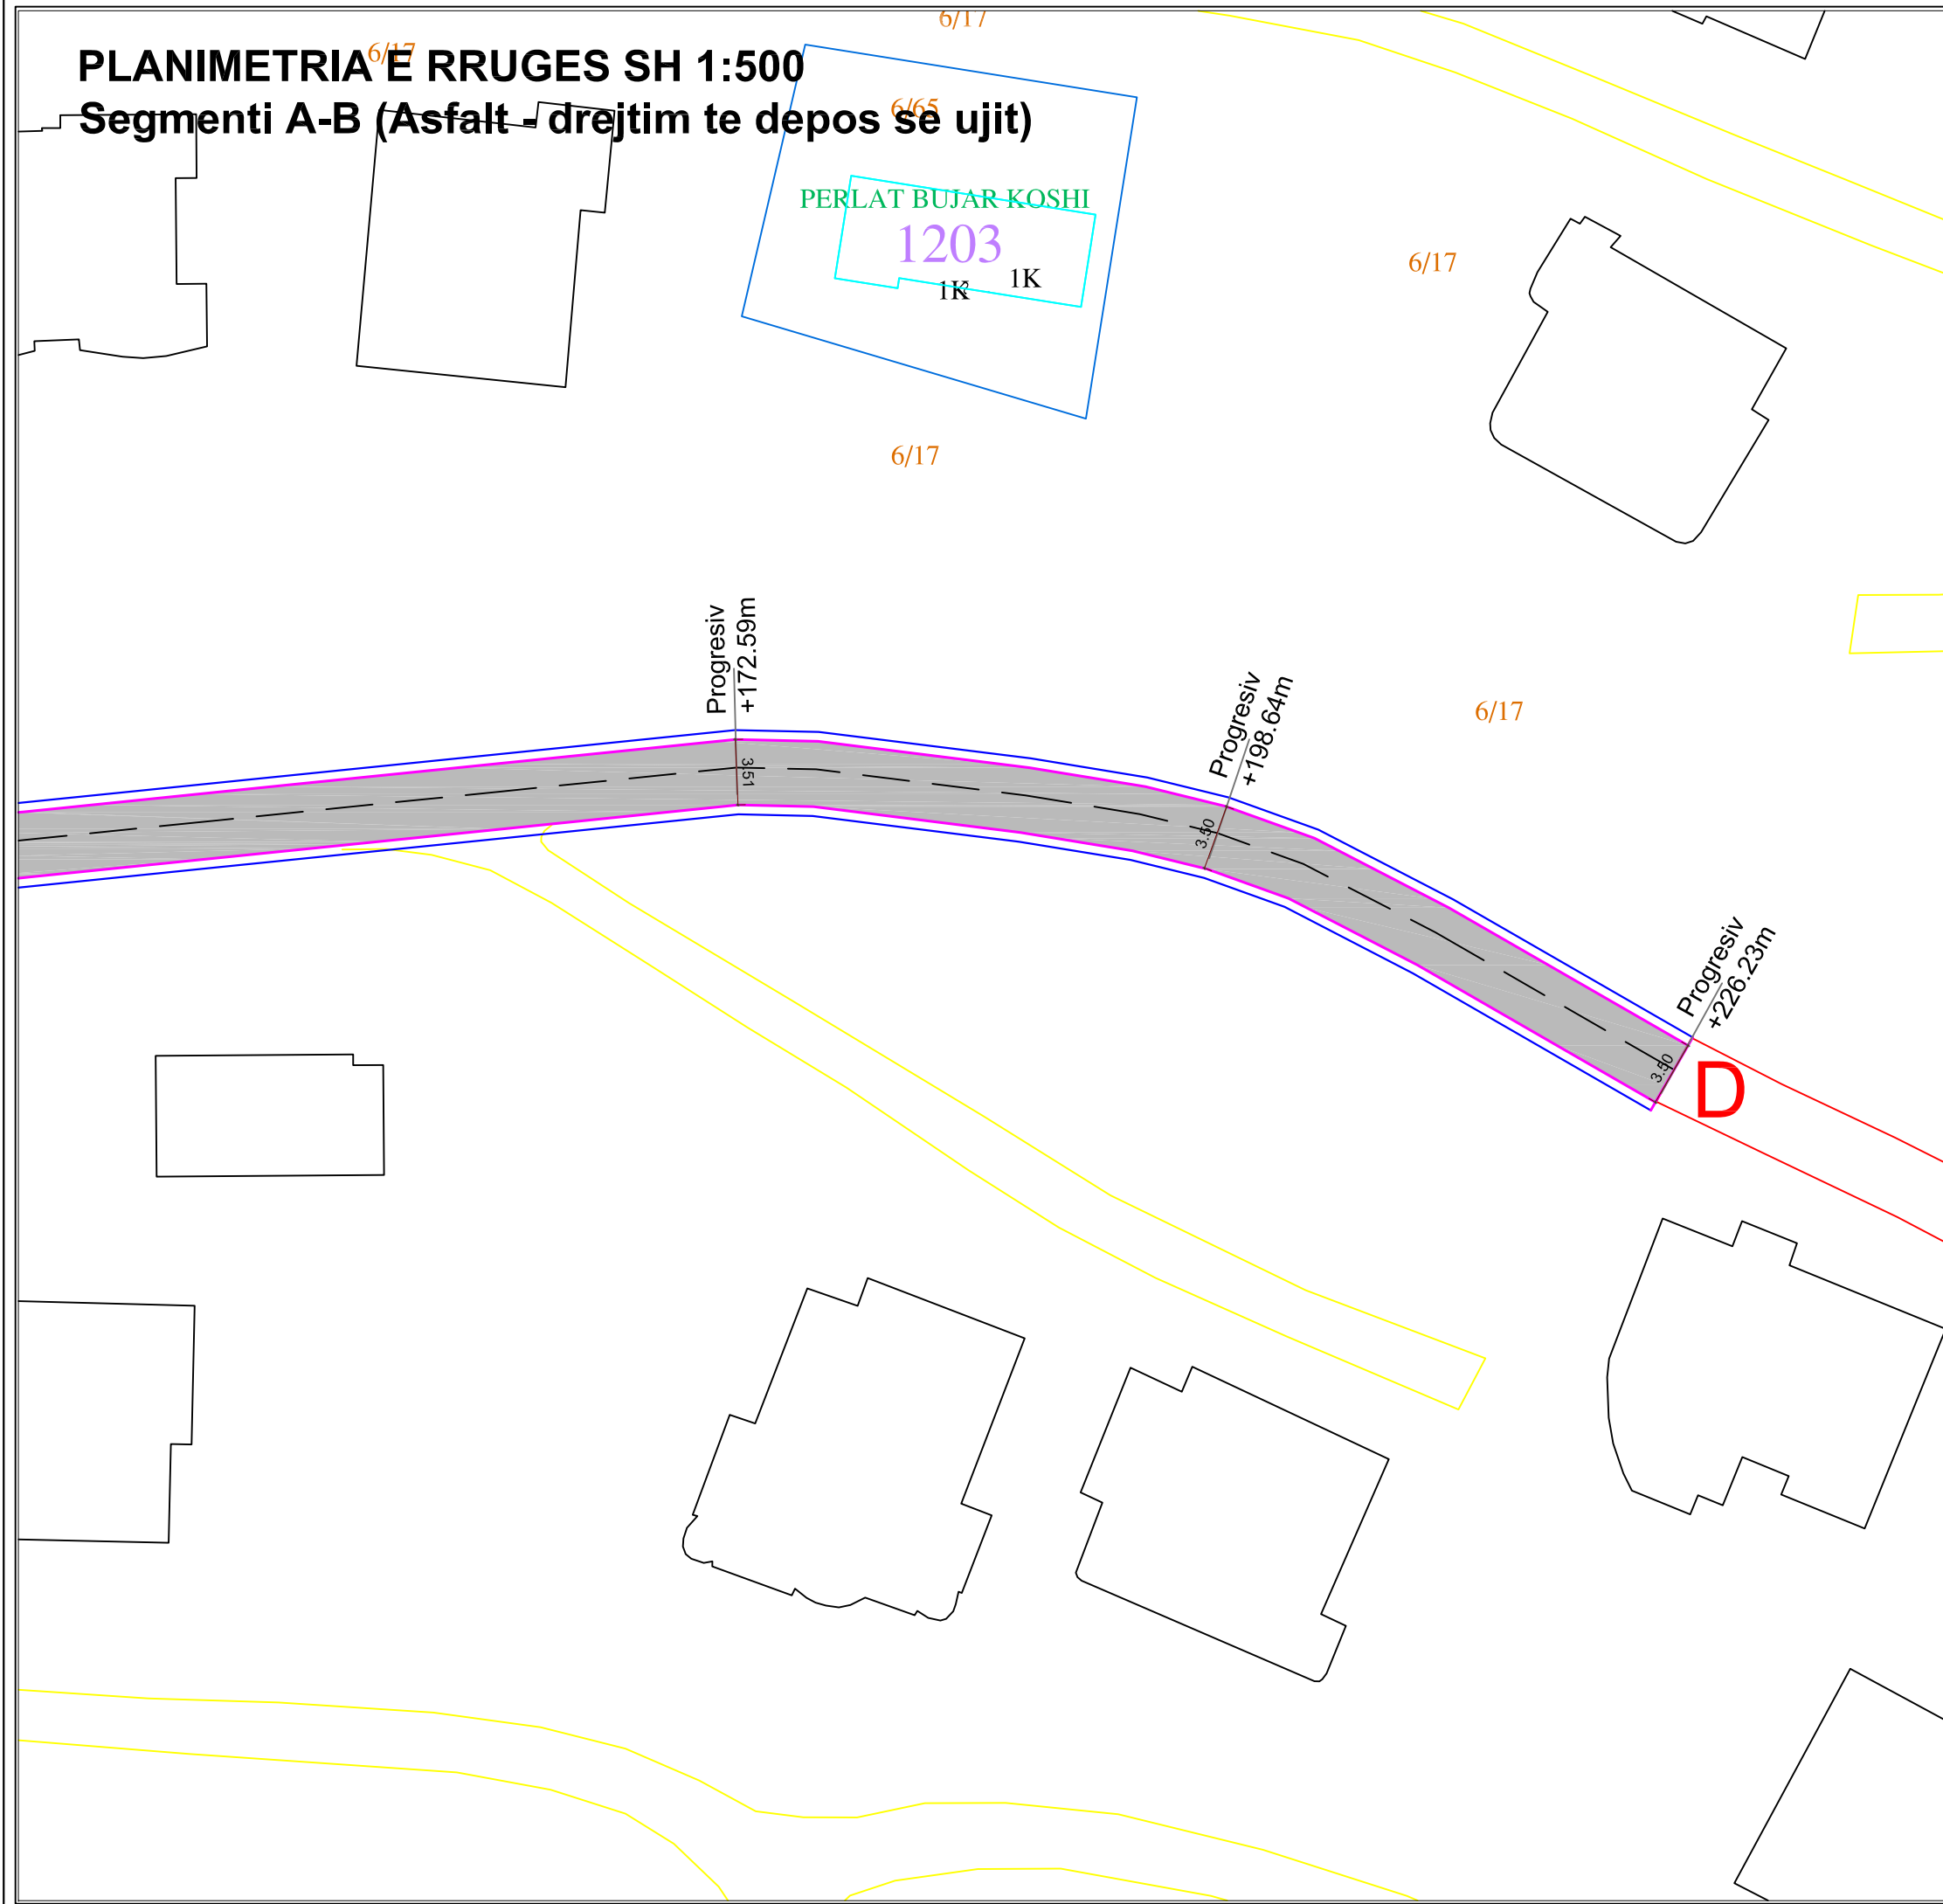 6/17
6/17
PLANIMETRIA E RRUGES SH 1:500
6/65
Segmenti A-B (Asfalt - drejtim te depos se ujit)
PERLAT BUJAR KOSHI
1203
6/17
1K
1K
6/17
Progresiv
+172.59m
6/17
Progresiv
+198.64m
3.51
3.50
Progresiv
+226.23m
3.50
D